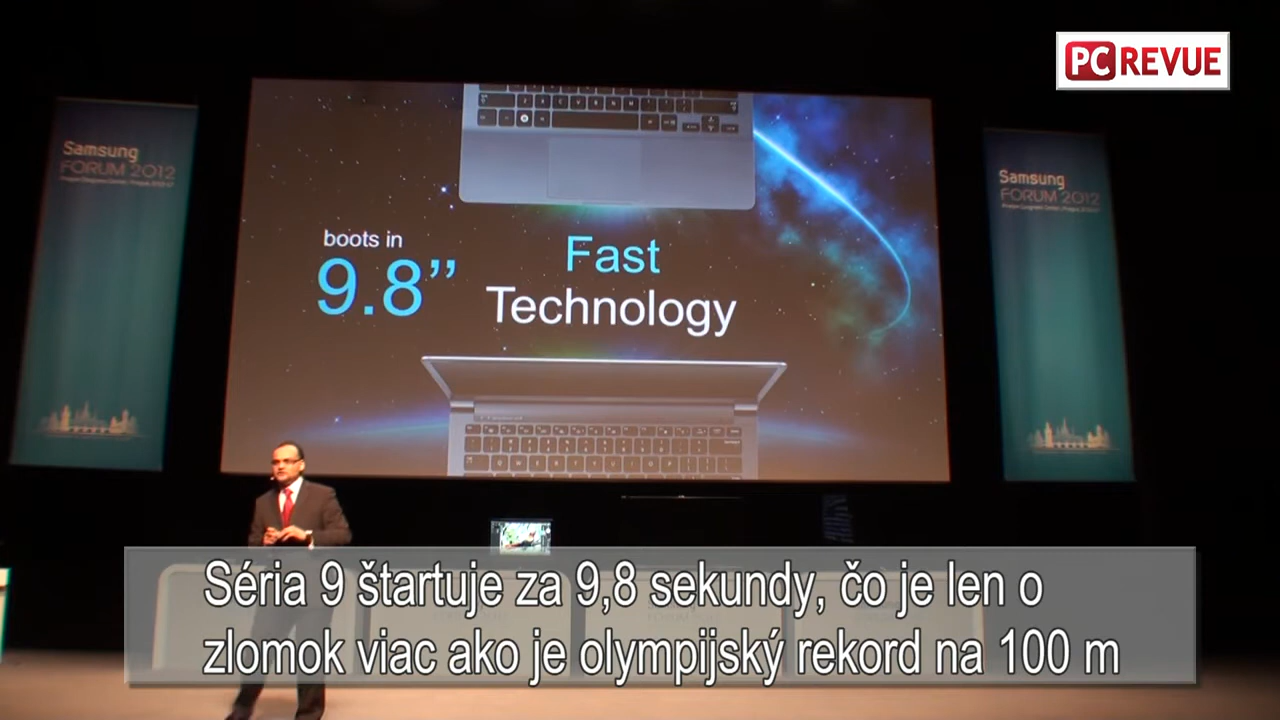 PC REVUE
Samsung
FORUM 2012
Samsung
FORUM 2012
boots in
9.8”
Fast
Technology
Séria 9 štartuje za 9,8 sekundy, čo je len o
zlomok viac ako je olympijský rekord na 100 m